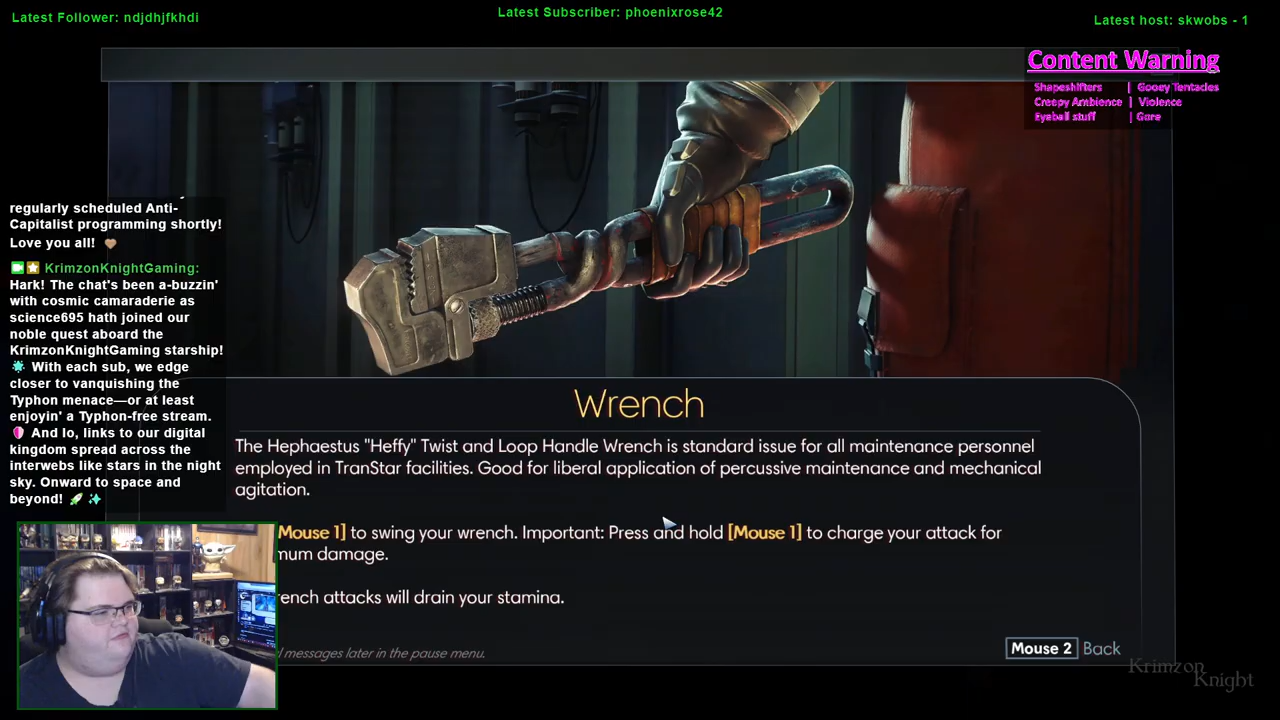 Latest Follower: ndjdhjfkhdi
Latest Subscriber: phoenixrose42
Latest host: skwobs - 1
Content Warning
Shapeshifters | Gooey Tentacles
Creepy Ambience | Violence
Eyeball stuff | Gore
regularly scheduled Anti-
Capitalist programming shortly!
Love you all!
KrimzonKnightGaming:
Hark! The chat's been a-buzzin'
with cosmic camaraderie as
science695 hath joined our
noble quest aboard the
KrimzonKnightGaming starship!
With each sub, we edge
closer to vanquishing the
Typhon menace—or at least
enjoyin' a Typhon-free stream.
And lo, links to our digital
kingdom spread across the
interwebs like stars in the night
sky. Onward to space and
beyond!
Wrench
The Hephaestus "Heffy" Twist and Loop Handle Wrench is standard issue for all maintenance personnel
employed in TranStar facilities. Good for liberal application of percussive maintenance and mechanical
agitation.
Mouse 1] to swing your wrench. Important: Press and hold [Mouse 1] to charge your attack for
mum damage.
ench attacks will drain your stamina.
messages later in the pause menu.
Mouse 2 Back
Krimzon
Knight